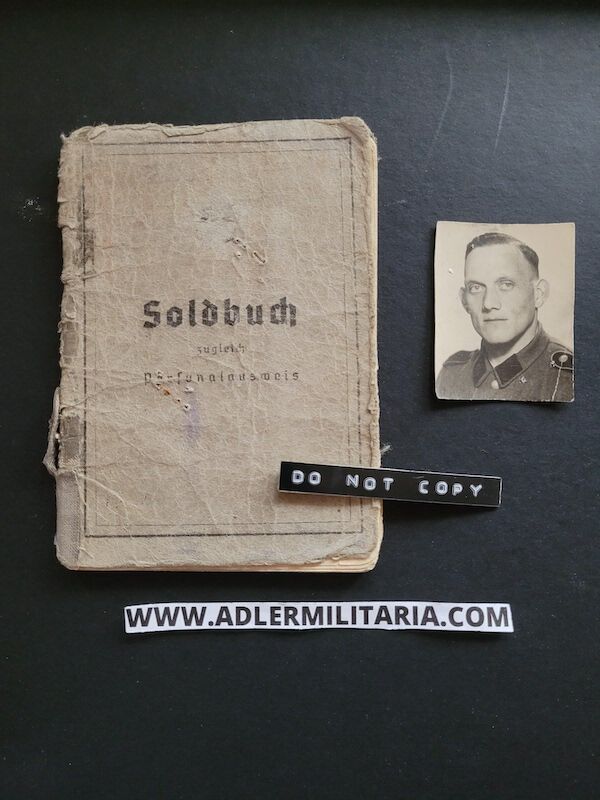 Soldbuch
zugleich
Personalausweis
DO NOT COPY
WWW.ADLERMILITARIA.COM